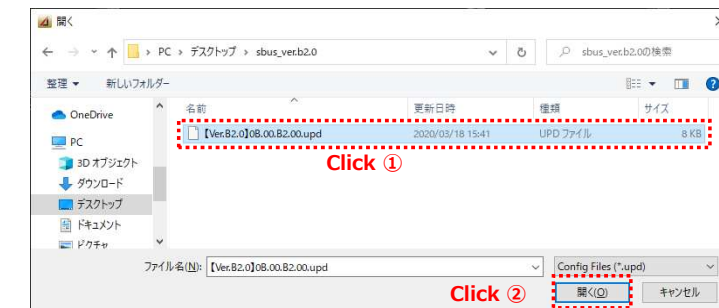 開く
PC > デスクトップ > sbus_ver.b2.0
sbus_ver.b2.0の検索
整理 新しいフォルダー
名前 更新日時 種類 サイズ
OneDrive
【Ver.B2.0】0B.00.B2.00.upd 2020/03/18 15:41 UPD ファイル 8 KB
PC
Click ①
3D オブジェクト
ダウンロード
デスクトップ
ドキュメント
ピクチャ
ファイル名(N): 【Ver.B2.0】0B.00.B2.00.upd Config Files (*.upd)
Click ② 開く(O) キャンセル